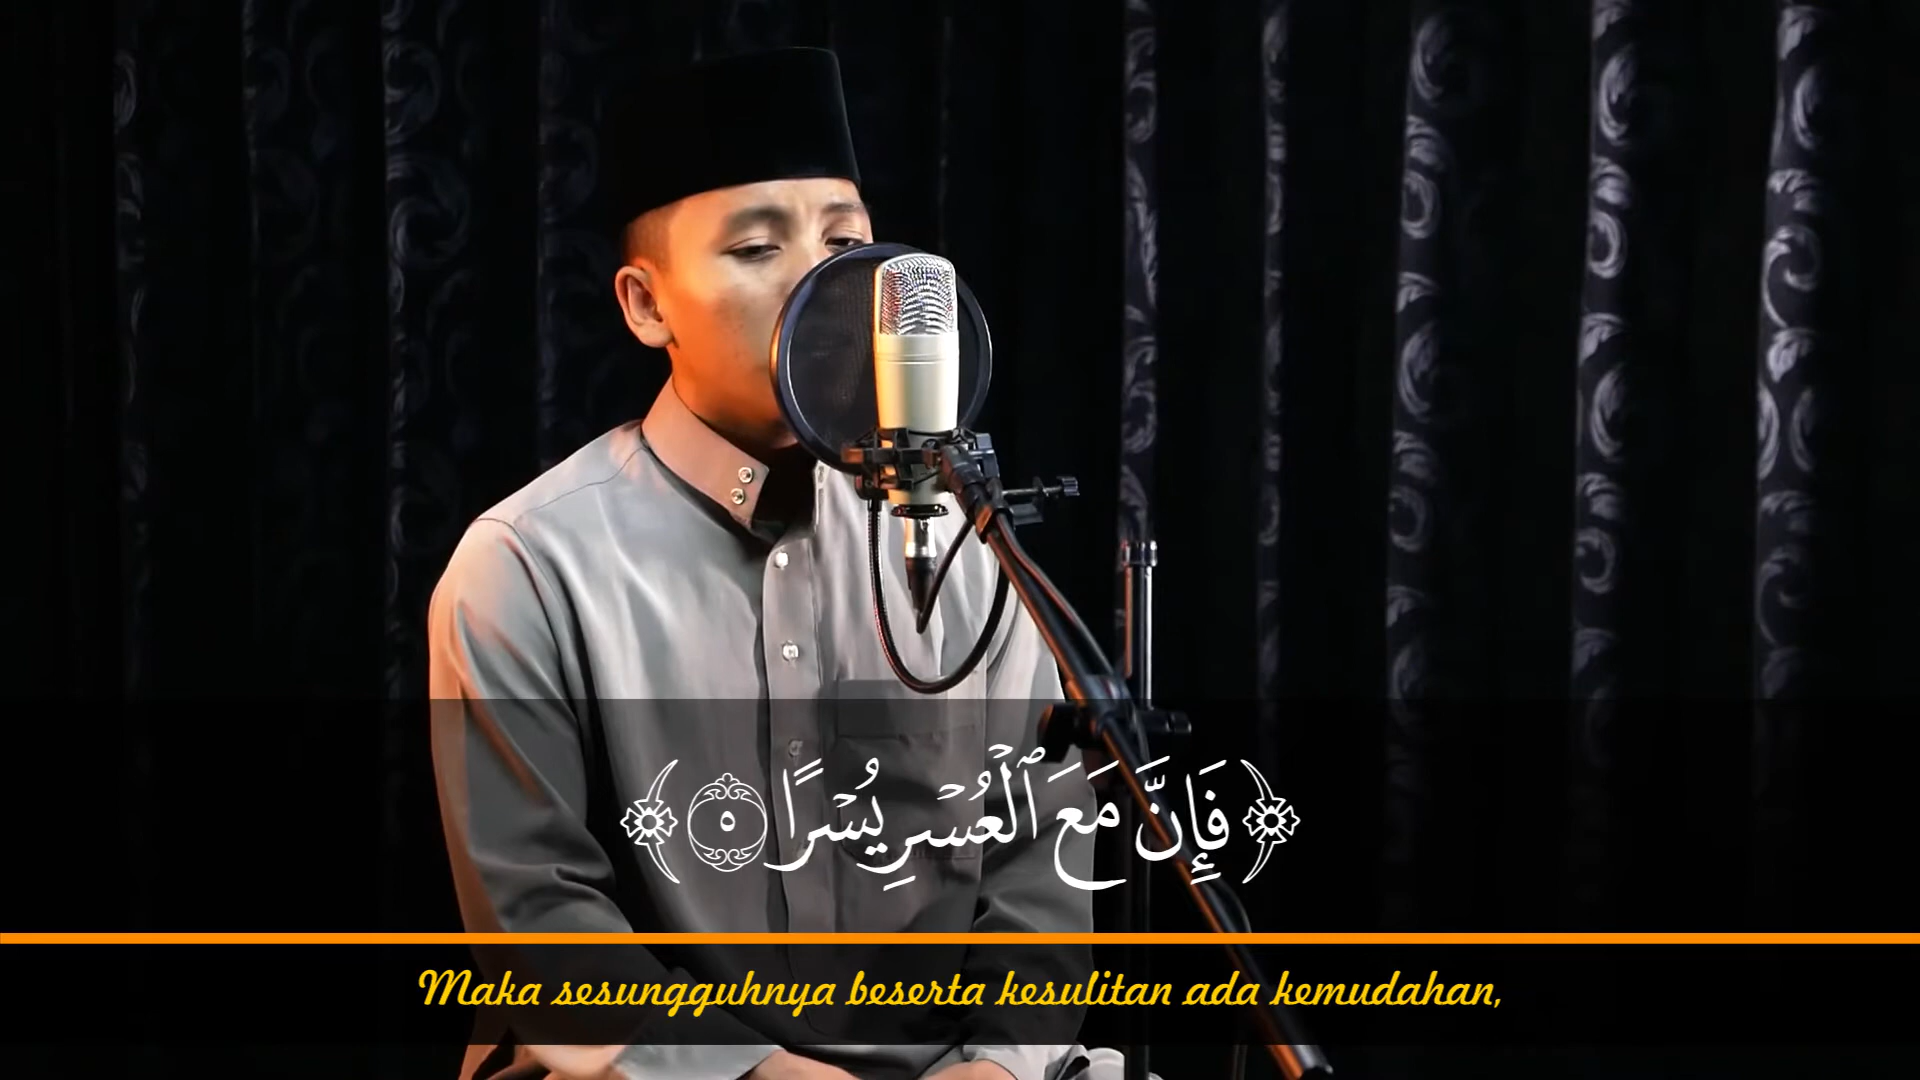 ﴿فَإِنَّ مَعَ ٱلْعُسْرِ يُسْرًا ٥﴾
Maka sesungguhnya beserta kesulitan ada kemudahan,